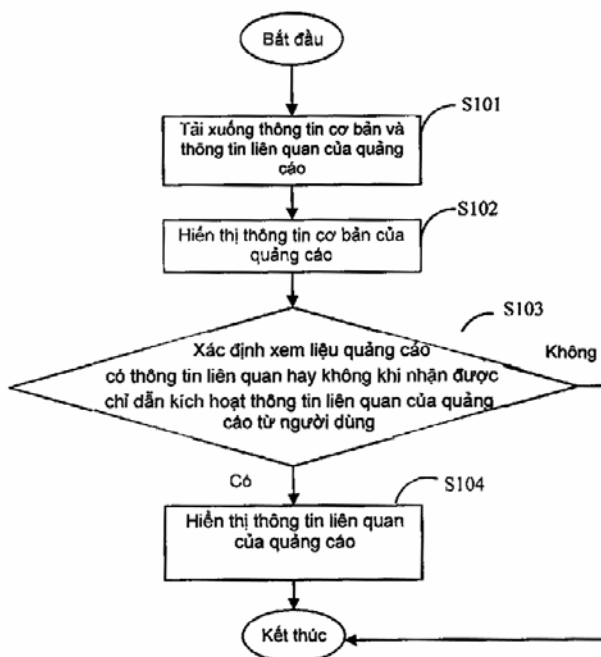 Bắt đầu
S101
Tải xuống thông tin cơ bản và
thông tin liên quan của quảng
cáo
S102
Hiển thị thông tin cơ bản của
quảng cáo
S103
Xác định xem liệu quảng cáo
có thông tin liên quan hay không khi nhận được
chỉ dẫn kích hoạt thông tin liên quan của quảng
cáo từ người dùng
Không
Có
S104
Hiển thị thông tin liên quan
của quảng cáo
Kết thúc